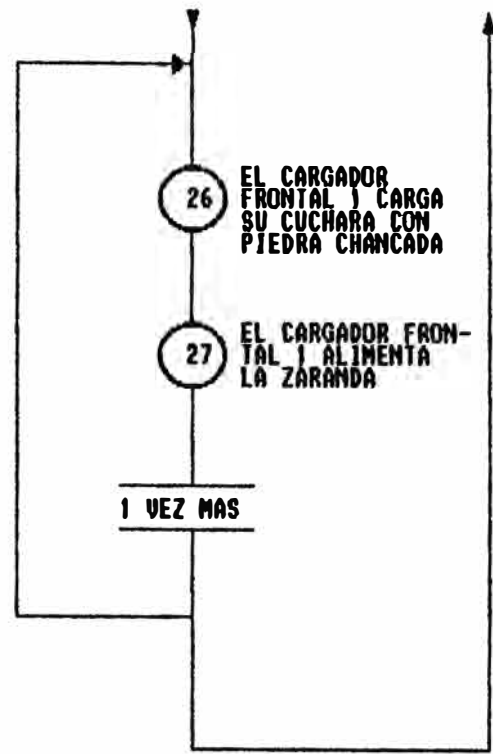 26
EL CARGADOR
FRONTAL 1 CARGA
SU CUCHARA CON
PIEDRA CHANCADA
27
EL CARGADOR FRON-
TAL 1 ALIMENTA
LA ZARANDA
1 VEZ MAS